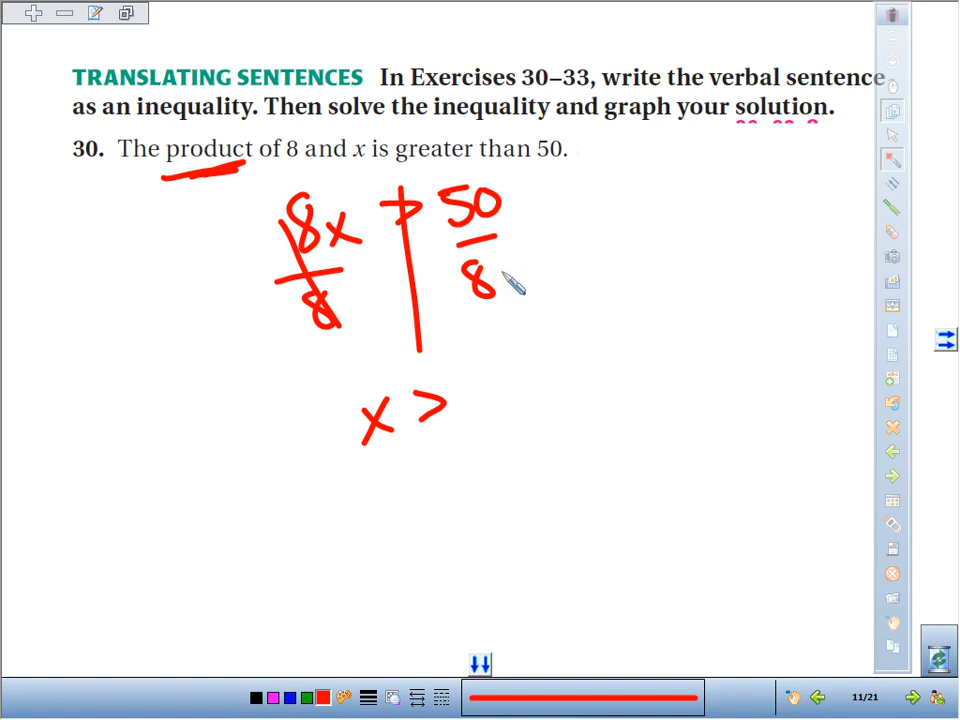 TRANSLATING SENTENCES In Exercises 30–33, write the verbal sentence
as an inequality. Then solve the inequality and graph your solution.
30. The product of 8 and x is greater than 50.
8x > 50
8 8
x >
11/21